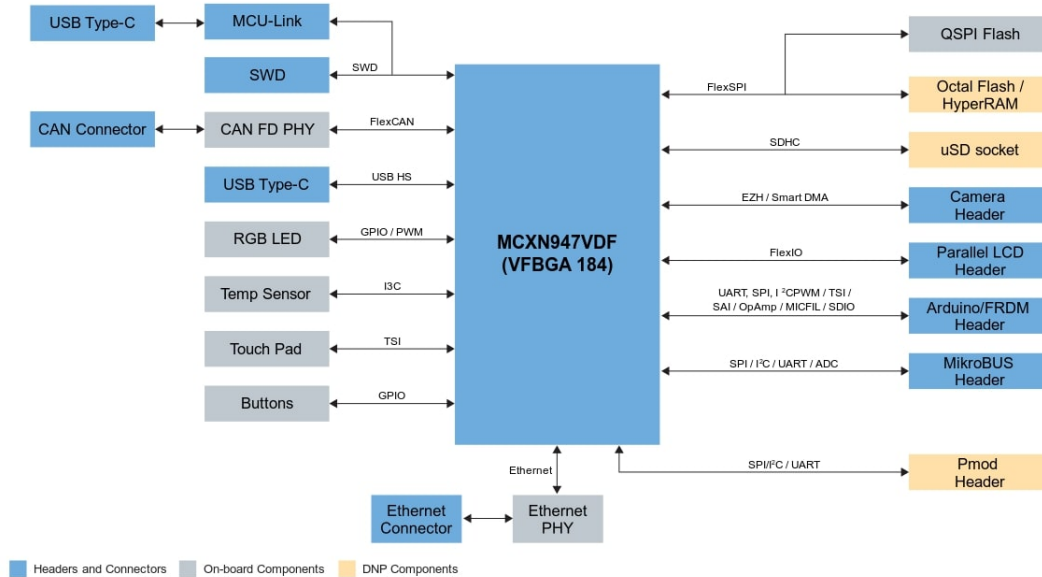 USB Type-C
MCU-Link
QSPI Flash
SWD
SWD
FlexSPI
Octal Flash /
HyperRAM
CAN Connector
CAN FD PHY
FlexCAN
SDHC
uSD socket
USB Type-C
USB HS
EZH / Smart DMA
Camera
Header
RGB LED
GPIO / PWM
MCXN947VDF
(VFBGA 184)
FlexIO
Parallel LCD
Header
Temp Sensor
I3C
UART, SPI, I ²CPWM / TSI /
SAI / OpAmp / MICFIL / SDIO
Arduino/FRDM
Header
Touch Pad
TSI
SPI / I²C / UART / ADC
MikroBUS
Header
Buttons
GPIO
Ethernet
SPI/I²C / UART
Pmod
Header
Ethernet
Connector
Ethernet
PHY
Headers and Connectors
On-board Components
DNP Components